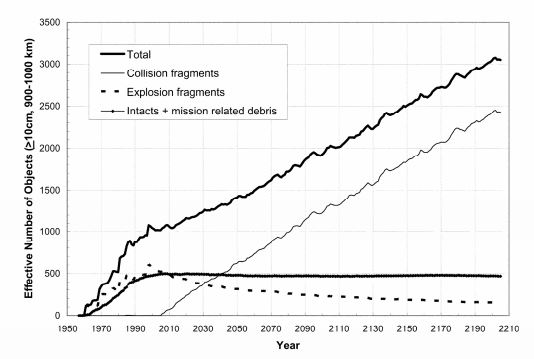 3500
3000
2500
2000
1500
1000
500
0
Effective Number of Objects (≥10cm, 900-1000 km)
Total
Collision fragments
Explosion fragments
Intacts + mission related debris
1950 1970 1990 2010 2030 2050 2070 2090 2110 2130 2150 2170 2190 2210
Year